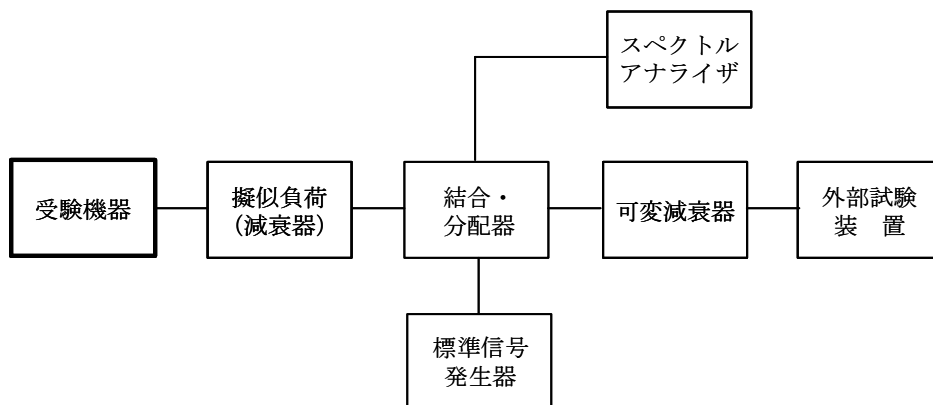 スペクトル
アナライザ
受験機器
擬似負荷
(減衰器)
結合・
分配器
可変減衰器
外部試験
装　置
標準信号
発生器